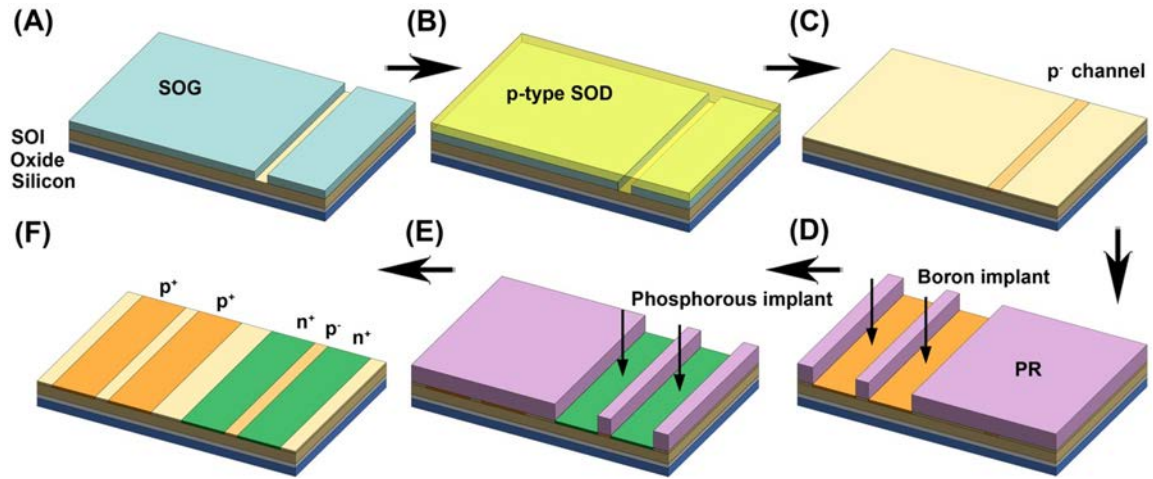 (A)
SOG
SOI
Oxide
Silicon
(B)
p-type SOD
(C)
p⁻ channel
(D)
Boron implant
PR
(E)
Phosphorous implant
(F)
p⁺
p⁺
n⁺
p⁻
n⁺